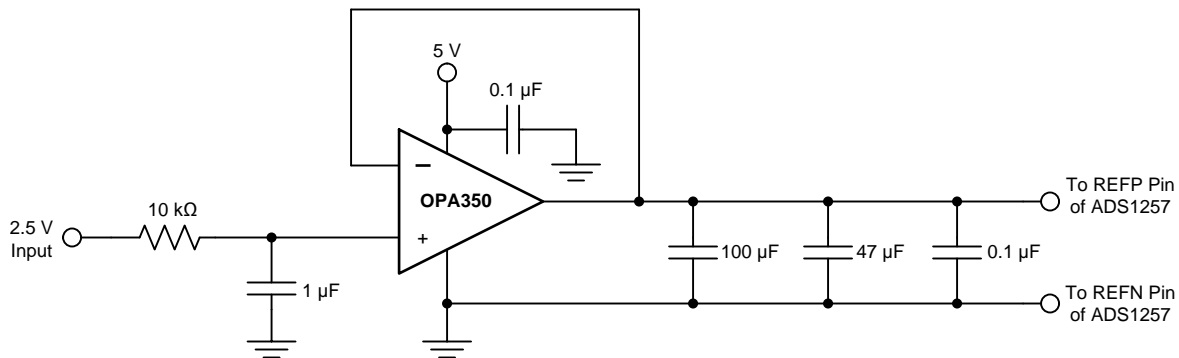 5 V
0.1 µF
−
OPA350
+
10 kΩ
2.5 V
Input
1 µF
100 µF
47 µF
0.1 µF
To REFP Pin
of ADS1257
To REFN Pin
of ADS1257